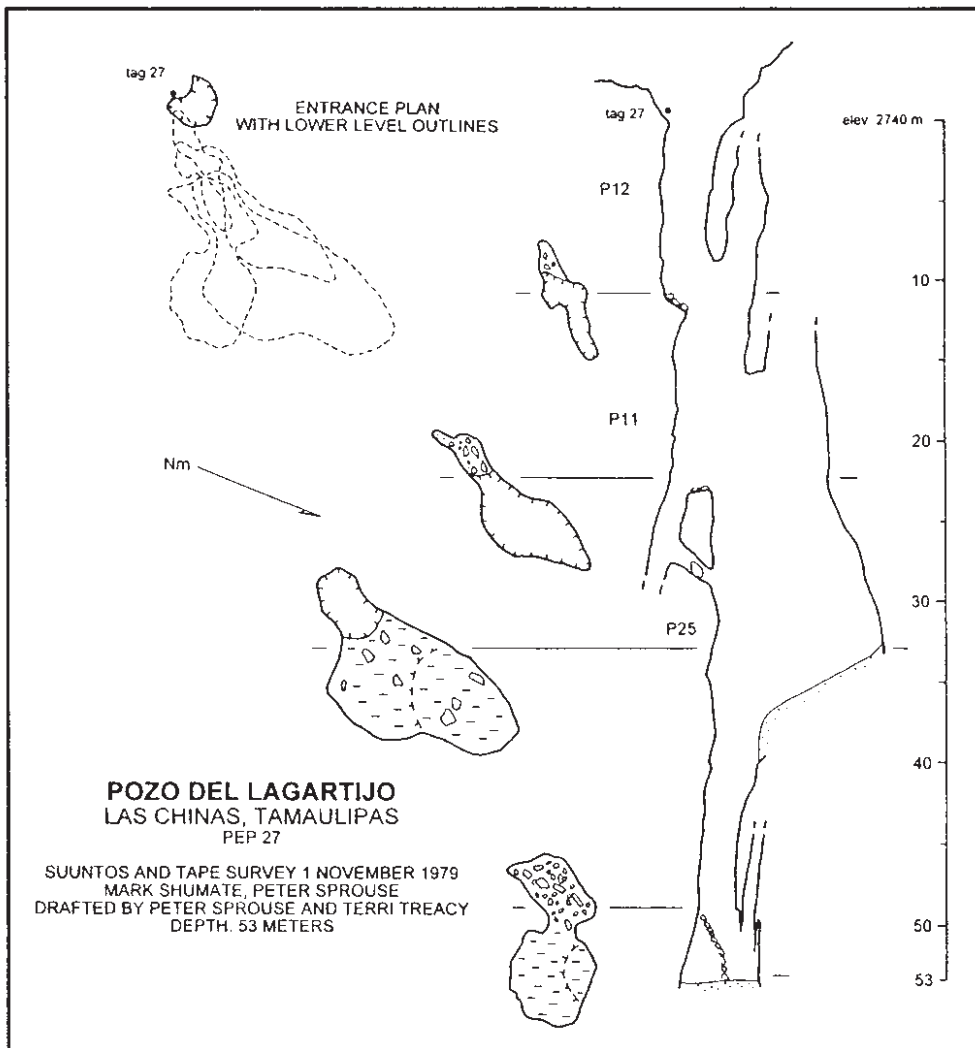 tag 27
ENTRANCE PLAN
WITH LOWER LEVEL OUTLINES
tag 27
elev 2740 m
P12
10
P11
20
Nm
30
P25
40
POZO DEL LAGARTIJO
LAS CHINAS, TAMAULIPAS
PEP 27
SUUNTOS AND TAPE SURVEY 1 NOVEMBER 1979
MARK SHUMATE, PETER SPROUSE
DRAFTED BY PETER SPROUSE AND TERRI TREACY
DEPTH: 53 METERS
50
53